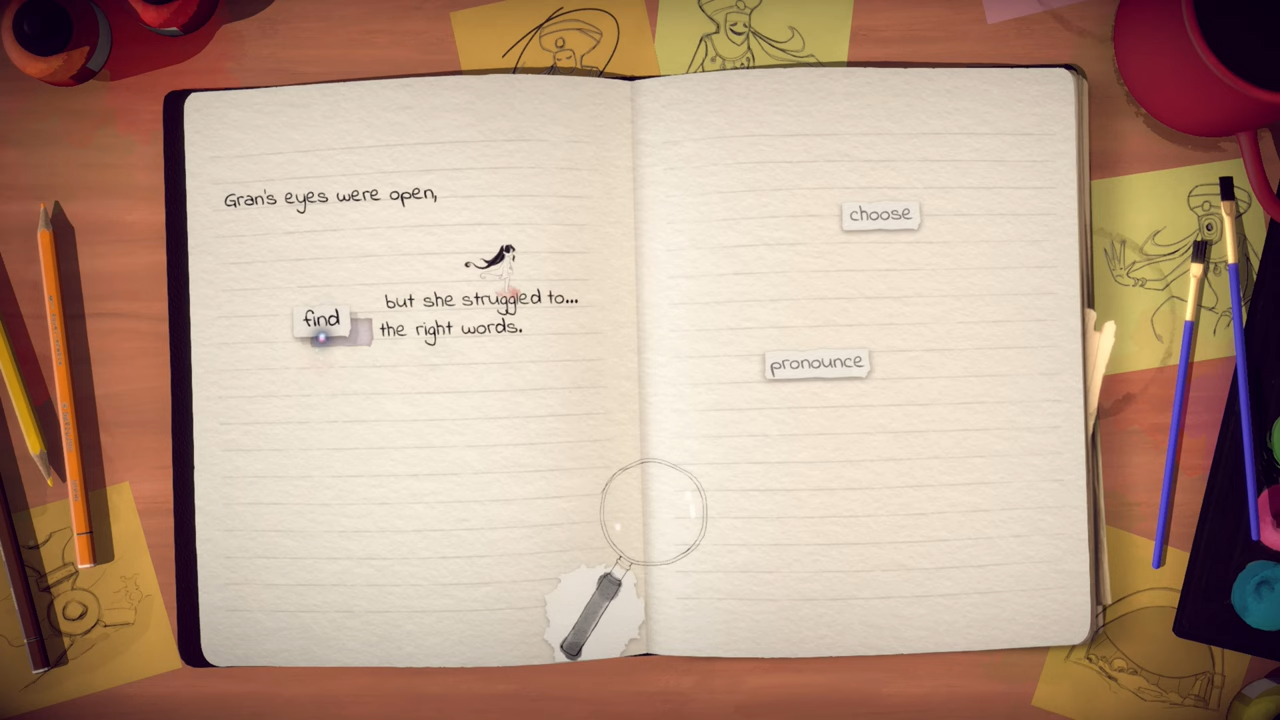 Gran's eyes were open,
choose
but she struggled to...
find
the right words.
pronounce